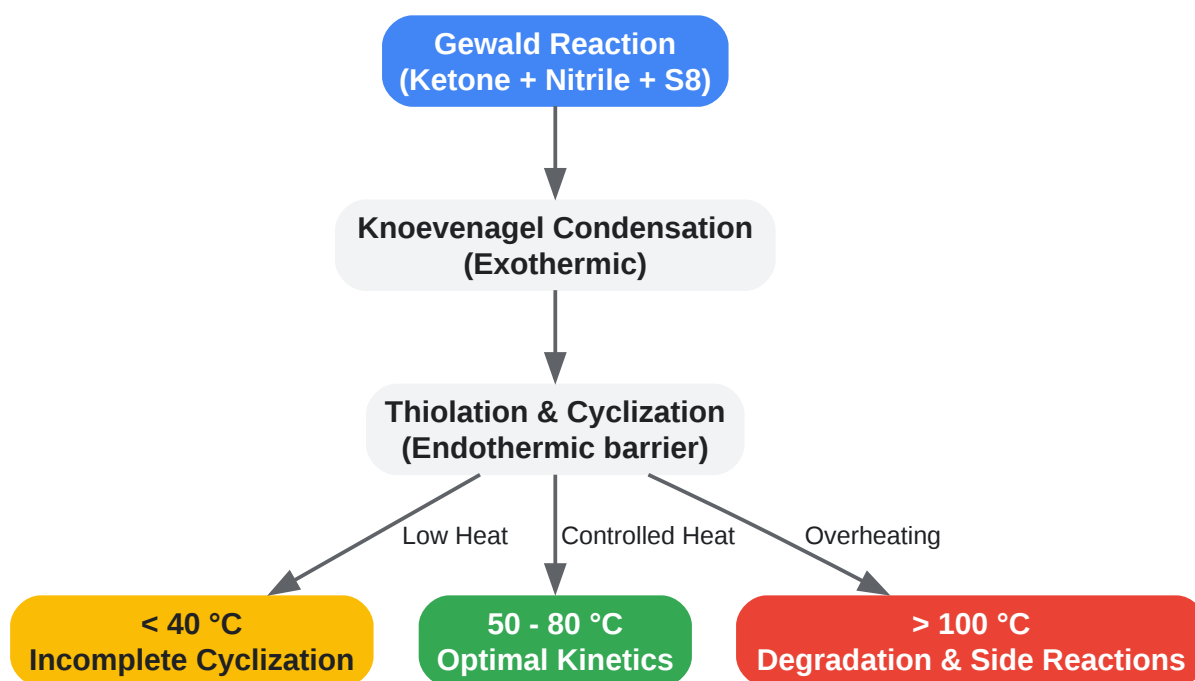 Gewald Reaction
(Ketone + Nitrile + S8)
Knoevenagel Condensation
(Exothermic)
Thiolation & Cyclization
(Endothermic barrier)
Low Heat
Controlled Heat
Overheating
< 40 °C
Incomplete Cyclization
50 - 80 °C
Optimal Kinetics
> 100 °C
Degradation & Side Reactions